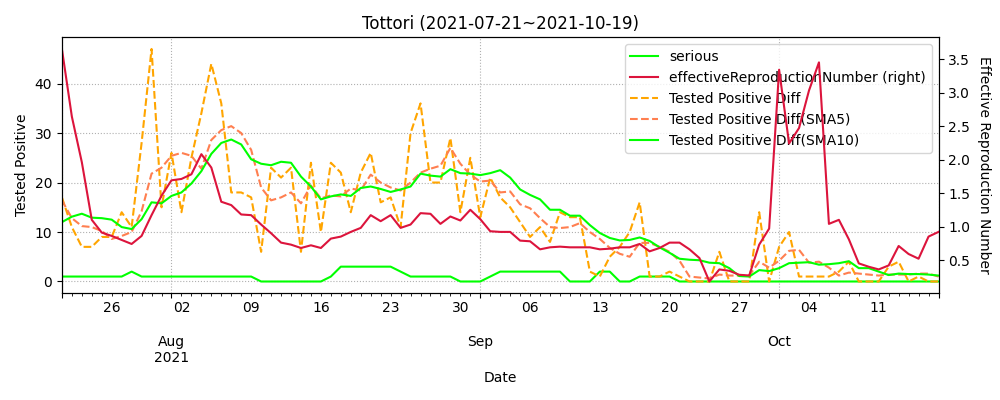 Tottori (2021-07-21~2021-10-19)
serious
effectiveReproductionNumber (right)
Tested Positive Diff
Tested Positive Diff(SMA5)
Tested Positive Diff(SMA10)
Tested Positive
40
30
20
10
0
3.5
3.0
2.5
2.0
1.5
1.0
0.5
Effective Reproduction Number
26 02 09 16 23 30 06 13 20 27 04 11
Aug Sep Oct
2021
Date